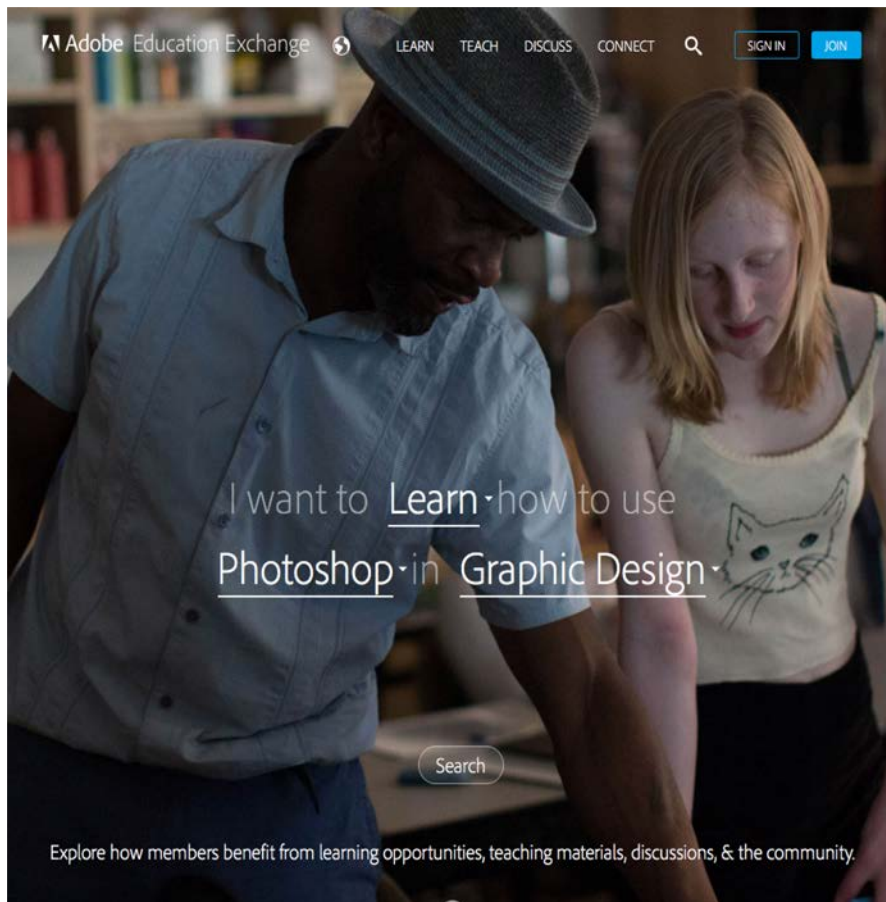 Adobe Education Exchange LEARN TEACH DISCUSS CONNECT SIGN IN JOIN
I want to Learn how to use
Photoshop in Graphic Design
Search
Explore how members benefit from learning opportunities, teaching materials, discussions, & the community.